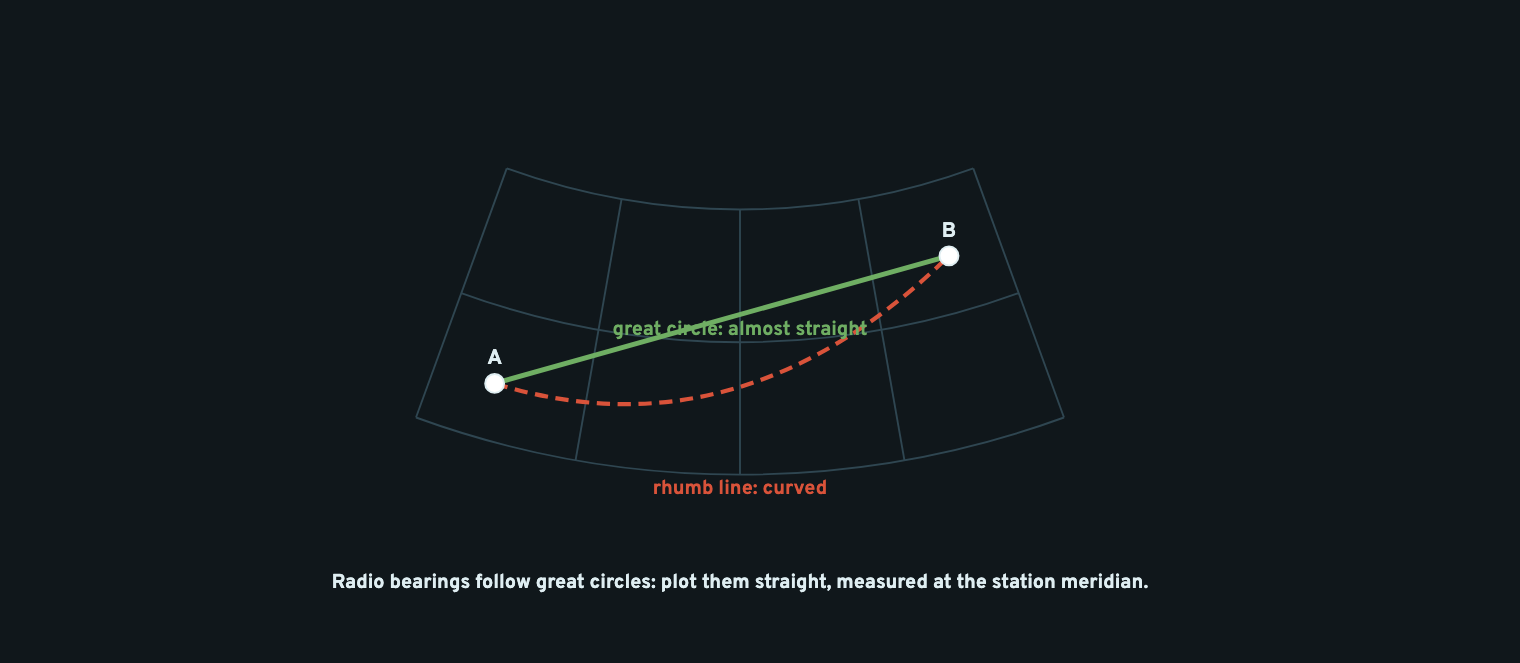 B
great circle: almost straight
A
rhumb line: curved
Radio bearings follow great circles: plot them straight, measured at the station meridian.